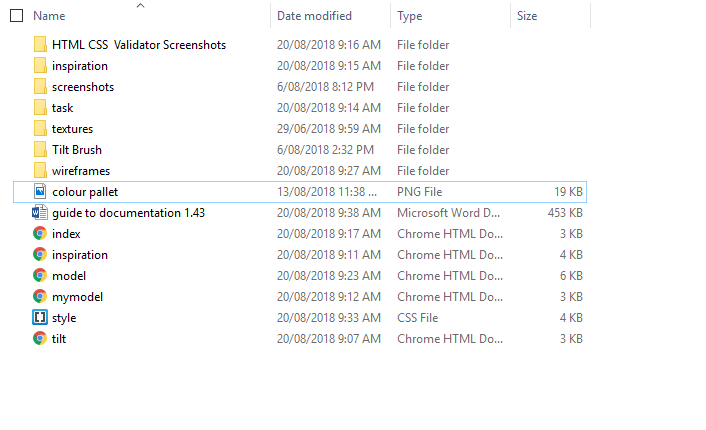 Name Date modified Type Size
HTML CSS  Validator Screenshots 20/08/2018 9:16 AM File folder
inspiration 20/08/2018 9:15 AM File folder
screenshots 6/08/2018 8:12 PM File folder
task 20/08/2018 9:14 AM File folder
textures 29/06/2018 9:59 AM File folder
Tilt Brush 6/08/2018 2:32 PM File folder
wireframes 20/08/2018 9:27 AM File folder
colour pallet 13/08/2018 11:38 ... PNG File 19 KB
guide to documentation 1.43 20/08/2018 9:38 AM Microsoft Word D... 453 KB
index 20/08/2018 9:17 AM Chrome HTML Do... 3 KB
inspiration 20/08/2018 9:11 AM Chrome HTML Do... 4 KB
model 20/08/2018 9:23 AM Chrome HTML Do... 6 KB
mymodel 20/08/2018 9:12 AM Chrome HTML Do... 3 KB
style 20/08/2018 9:33 AM CSS File 4 KB
tilt 20/08/2018 9:07 AM Chrome HTML Do... 3 KB